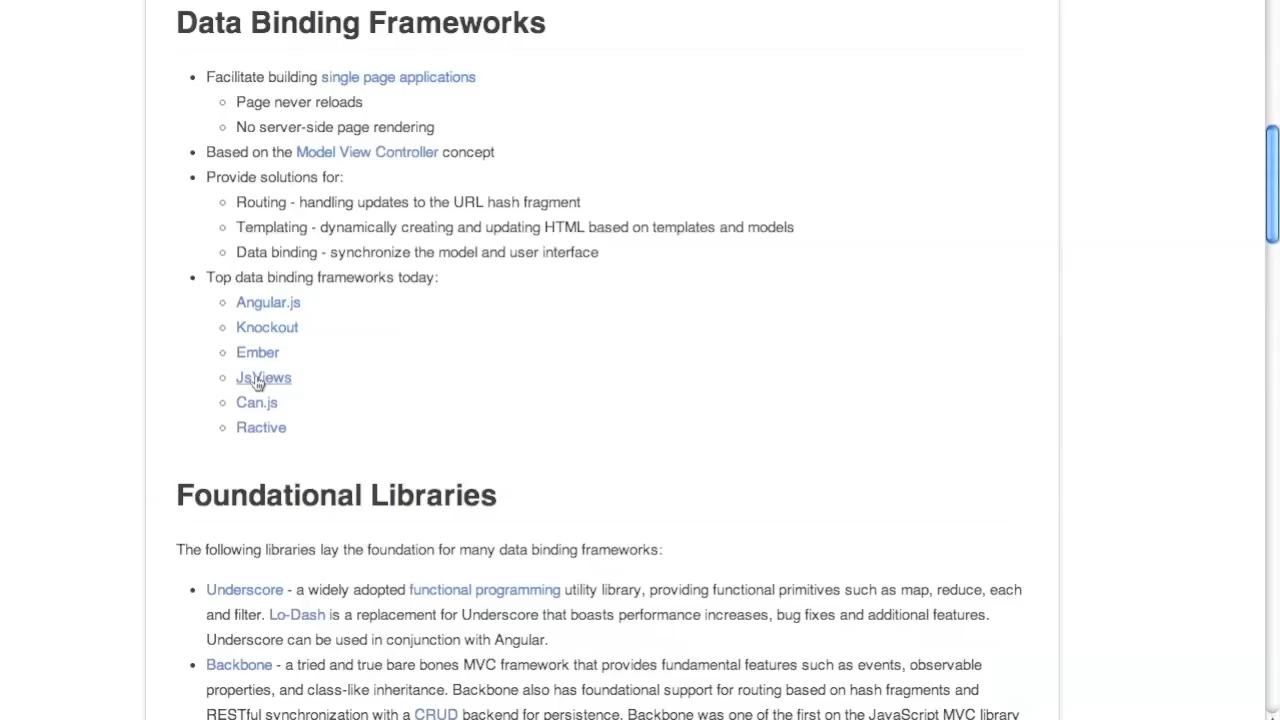 Data Binding Frameworks
Facilitate building single page applications
Page never reloads
No server-side page rendering
Based on the Model View Controller concept
Provide solutions for:
Routing - handling updates to the URL hash fragment
Templating - dynamically creating and updating HTML based on templates and models
Data binding - synchronize the model and user interface
Top data binding frameworks today:
Angular.js
Knockout
Ember
JsViews
Can.js
Ractive
Foundational Libraries
The following libraries lay the foundation for many data binding frameworks:
Underscore - a widely adopted functional programming utility library, providing functional primitives such as map, reduce, each
and filter. Lo-Dash is a replacement for Underscore that boasts performance increases, bug fixes and additional features.
Underscore can be used in conjunction with Angular.
Backbone - a tried and true bare bones MVC framework that provides fundamental features such as events, observable
properties, and class-like inheritance. Backbone also has foundational support for routing based on hash fragments and
RESTful synchronization with a CRUD backend for persistence. Backbone was one of the first on the JavaScript MVC library